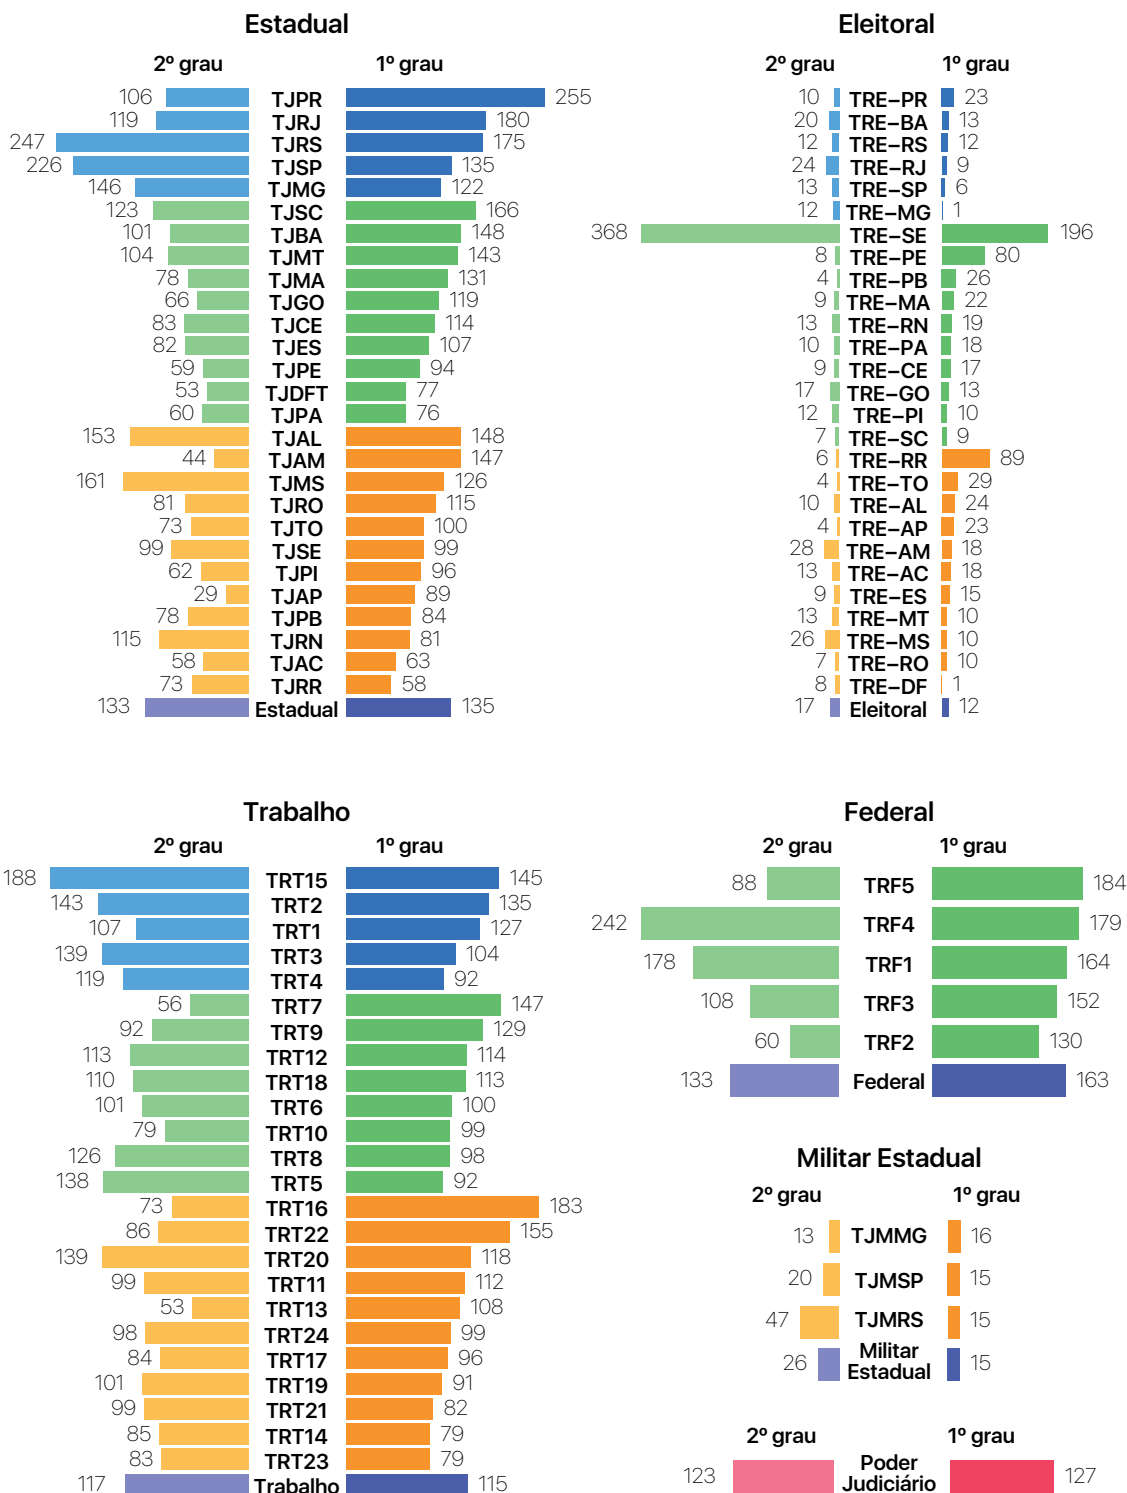 Estadual
2º grau 1º grau
106 TJPR 255
119 TJRJ 180
247 TJRS 175
226 TJSP 135
146 TJMG 122
123 TJSC 166
101 TJBA 148
104 TJMT 143
78 TJMA 131
66 TJGO 119
83 TJCE 114
82 TJES 107
59 TJPE 94
53 TJDFT 77
60 TJPA 76
153 TJAL 148
44 TJAM 147
161 TJMS 126
81 TJRO 115
73 TJTO 100
99 TJSE 99
62 TJPI 96
29 TJAP 89
78 TJPB 84
115 TJRN 81
58 TJAC 63
73 TJRR 58
133 Estadual 135
Eleitoral
2º grau 1º grau
10 TRE–PR 23
20 TRE–BA 13
12 TRE–RS 12
24 TRE–RJ 9
13 TRE–SP 6
12 TRE–MG 1
368 TRE–SE 196
8 TRE–PE 80
4 TRE–PB 26
9 TRE–MA 22
13 TRE–RN 19
10 TRE–PA 18
9 TRE–CE 17
17 TRE–GO 13
12 TRE–PI 10
7 TRE–SC 9
6 TRE–RR 89
4 TRE–TO 29
10 TRE–AL 24
4 TRE–AP 23
28 TRE–AM 18
13 TRE–AC 18
9 TRE–ES 15
13 TRE–MT 10
26 TRE–MS 10
7 TRE–RO 10
8 TRE–DF 1
17 Eleitoral 12
Trabalho
2º grau 1º grau
188 TRT15 145
143 TRT2 135
107 TRT1 127
139 TRT3 104
119 TRT4 92
56 TRT7 147
92 TRT9 129
113 TRT12 114
110 TRT18 113
101 TRT6 100
79 TRT10 99
126 TRT8 98
138 TRT5 92
73 TRT16 183
86 TRT22 155
139 TRT20 118
99 TRT11 112
53 TRT13 108
98 TRT24 99
84 TRT17 96
101 TRT19 91
99 TRT21 82
85 TRT14 79
83 TRT23 79
117 Trabalho 115
Federal
2º grau 1º grau
88 TRF5 184
242 TRF4 179
178 TRF1 164
108 TRF3 152
60 TRF2 130
133 Federal 163
Militar Estadual
2º grau 1º grau
13 TJMMG 16
20 TJMSP 15
47 TJMRS 15
Militar
26 Estadual 15
2º grau 1º grau
Poder
123 Judiciário 127